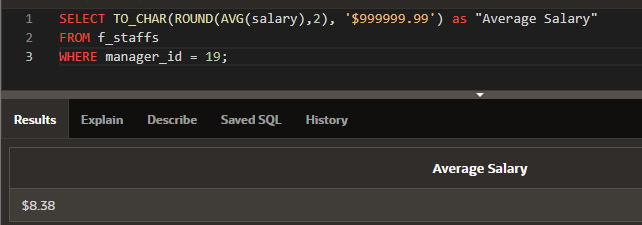 1 SELECT TO_CHAR(ROUND(AVG(salary),2), '$999999.99') as "Average Salary"
2 FROM f_staffs
3 WHERE manager_id = 19;
Results Explain Describe Saved SQL History
Average Salary
$8.38